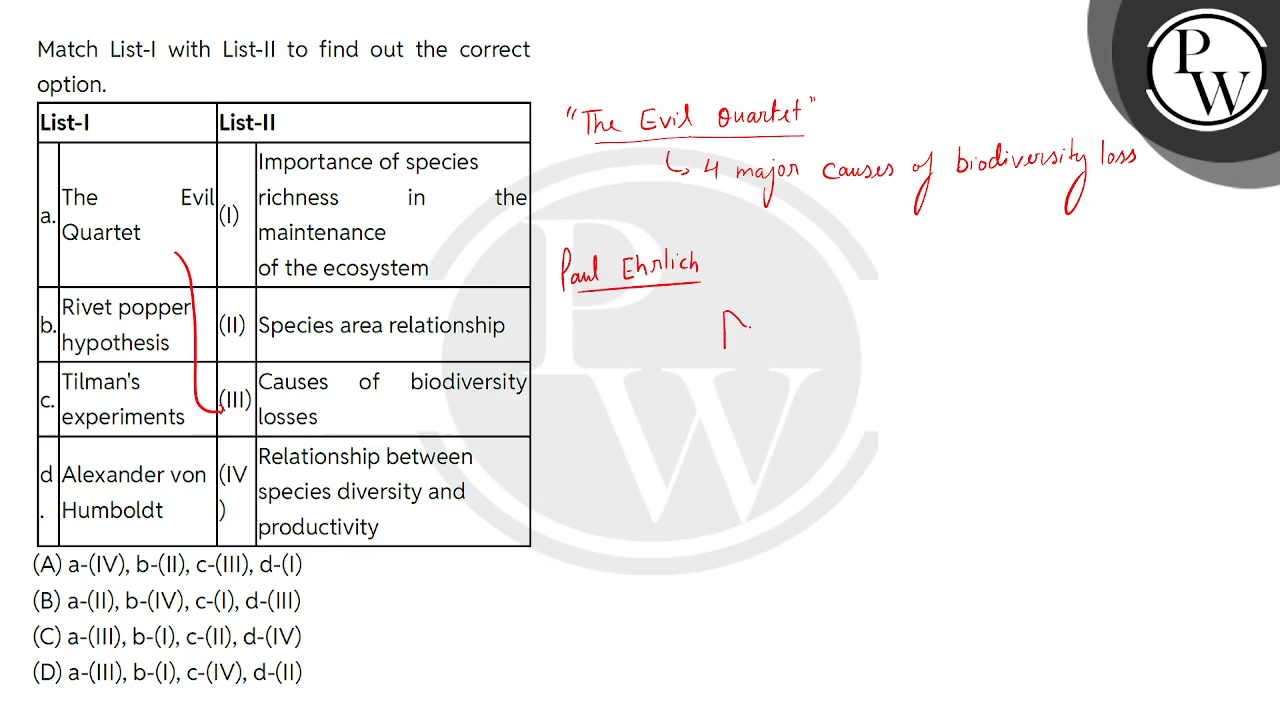 Match List-I with List-II to find out the correct
option.
List-I List-II
a. The Evil Quartet (I) Importance of species richness in the maintenance of the ecosystem
b. Rivet popper hypothesis (II) Species area relationship
c. Tilman's experiments (III) Causes of biodiversity losses
d. Alexander von Humboldt (IV) Relationship between species diversity and productivity
(A) a-(IV), b-(II), c-(III), d-(I)
(B) a-(II), b-(IV), c-(I), d-(III)
(C) a-(III), b-(I), c-(II), d-(IV)
(D) a-(III), b-(I), c-(IV), d-(II)
"The Evil Quartet"
↳ 4 major causes of biodiversity loss
Paul Ehrlich
PW
PW